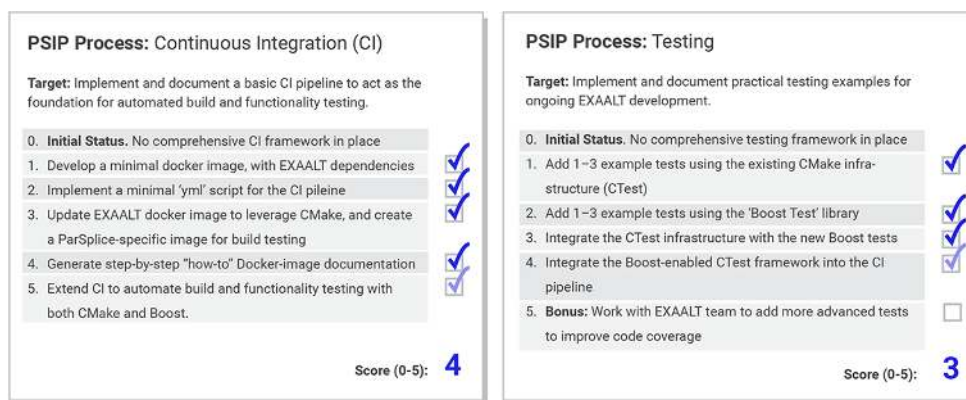 PSIP Process: Continuous Integration (CI)
Target: Implement and document a basic CI pipeline to act as the
foundation for automated build and functionality testing.
0. Initial Status. No comprehensive CI framework in place
1. Develop a minimal docker image, with EXAALT dependencies
2. Implement a minimal 'yml' script for the CI pileine
3. Update EXAALT docker image to leverage CMake, and create
a ParSplice-specific image for build testing
4. Generate step-by-step "how-to" Docker-image documentation
5. Extend CI to automate build and functionality testing with
both CMake and Boost.
Score (0-5): 4
PSIP Process: Testing
Target: Implement and document practical testing examples for
ongoing EXAALT development.
0. Initial Status. No comprehensive testing framework in place
1. Add 1–3 example tests using the existing CMake infra-
structure (CTest)
2. Add 1–3 example tests using the 'Boost Test' library
3. Integrate the CTest infrastructure with the new Boost tests
4. Integrate the Boost-enabled CTest framework into the CI
pipeline
5. Bonus: Work with EXAALT team to add more advanced tests
to improve code coverage
Score (0-5): 3